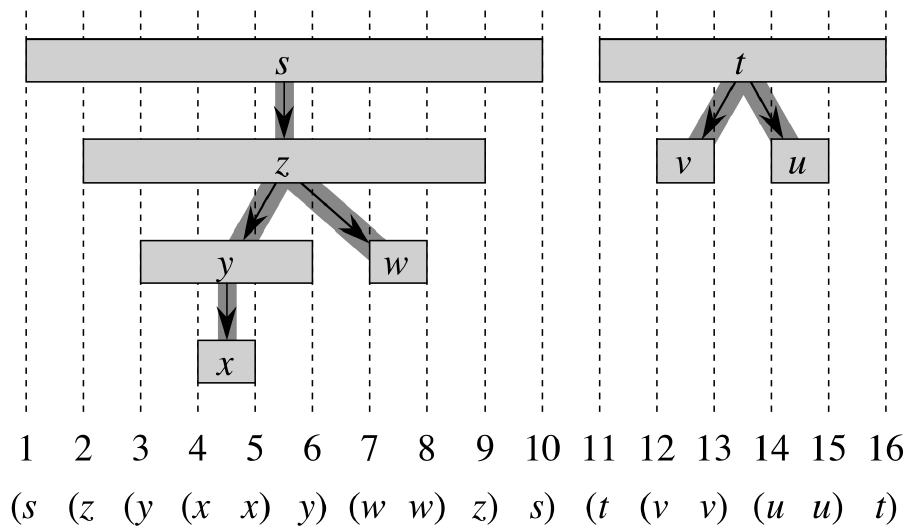 s t
z v u
y w
x
1 2 3 4 5 6 7 8 9 10 11 12 13 14 15 16
(s (z (y (x x) y) (w w) z) s) (t (v v) (u u) t)